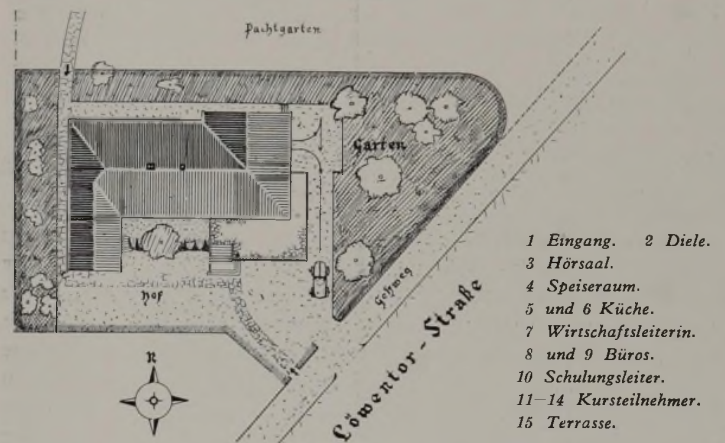 Pachtgarten
Garten
Hof
Gehweg
Löwentor-Straße
N
1 Eingang. 2 Diele.
3 Hörsaal.
4 Speiseraum.
5 und 6 Küche.
7 Wirtschaftsleiterin.
8 und 9 Büros.
10 Schulungsleiter.
11–14 Kursteilnehmer.
15 Terrasse.